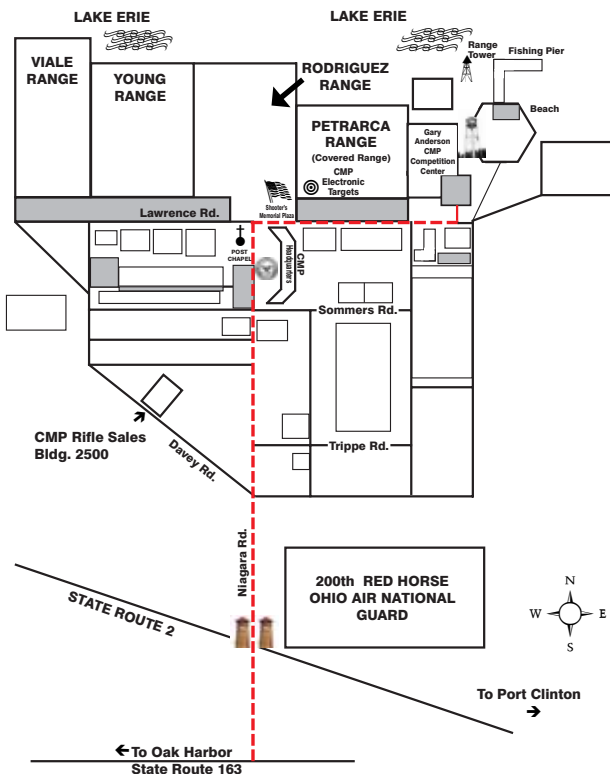 LAKE ERIE
LAKE ERIE
Range
Tower
Fishing Pier
VIALE
RANGE
YOUNG
RANGE
RODRIGUEZ
RANGE
Beach
PETRARCA
RANGE
(Covered Range)
CMP
Electronic
Targets
Gary
Anderson
CMP
Competition
Center
Shooter's
Memorial Plaza
Lawrence Rd.
POST
CHAPEL
CMP
Headquarters
Sommers Rd.
CMP Rifle Sales
Bldg. 2500
Davey Rd.
Trippe Rd.
Niagara Rd.
200th RED HORSE
OHIO AIR NATIONAL
GUARD
STATE ROUTE 2
N
W E
S
To Port Clinton
To Oak Harbor
State Route 163